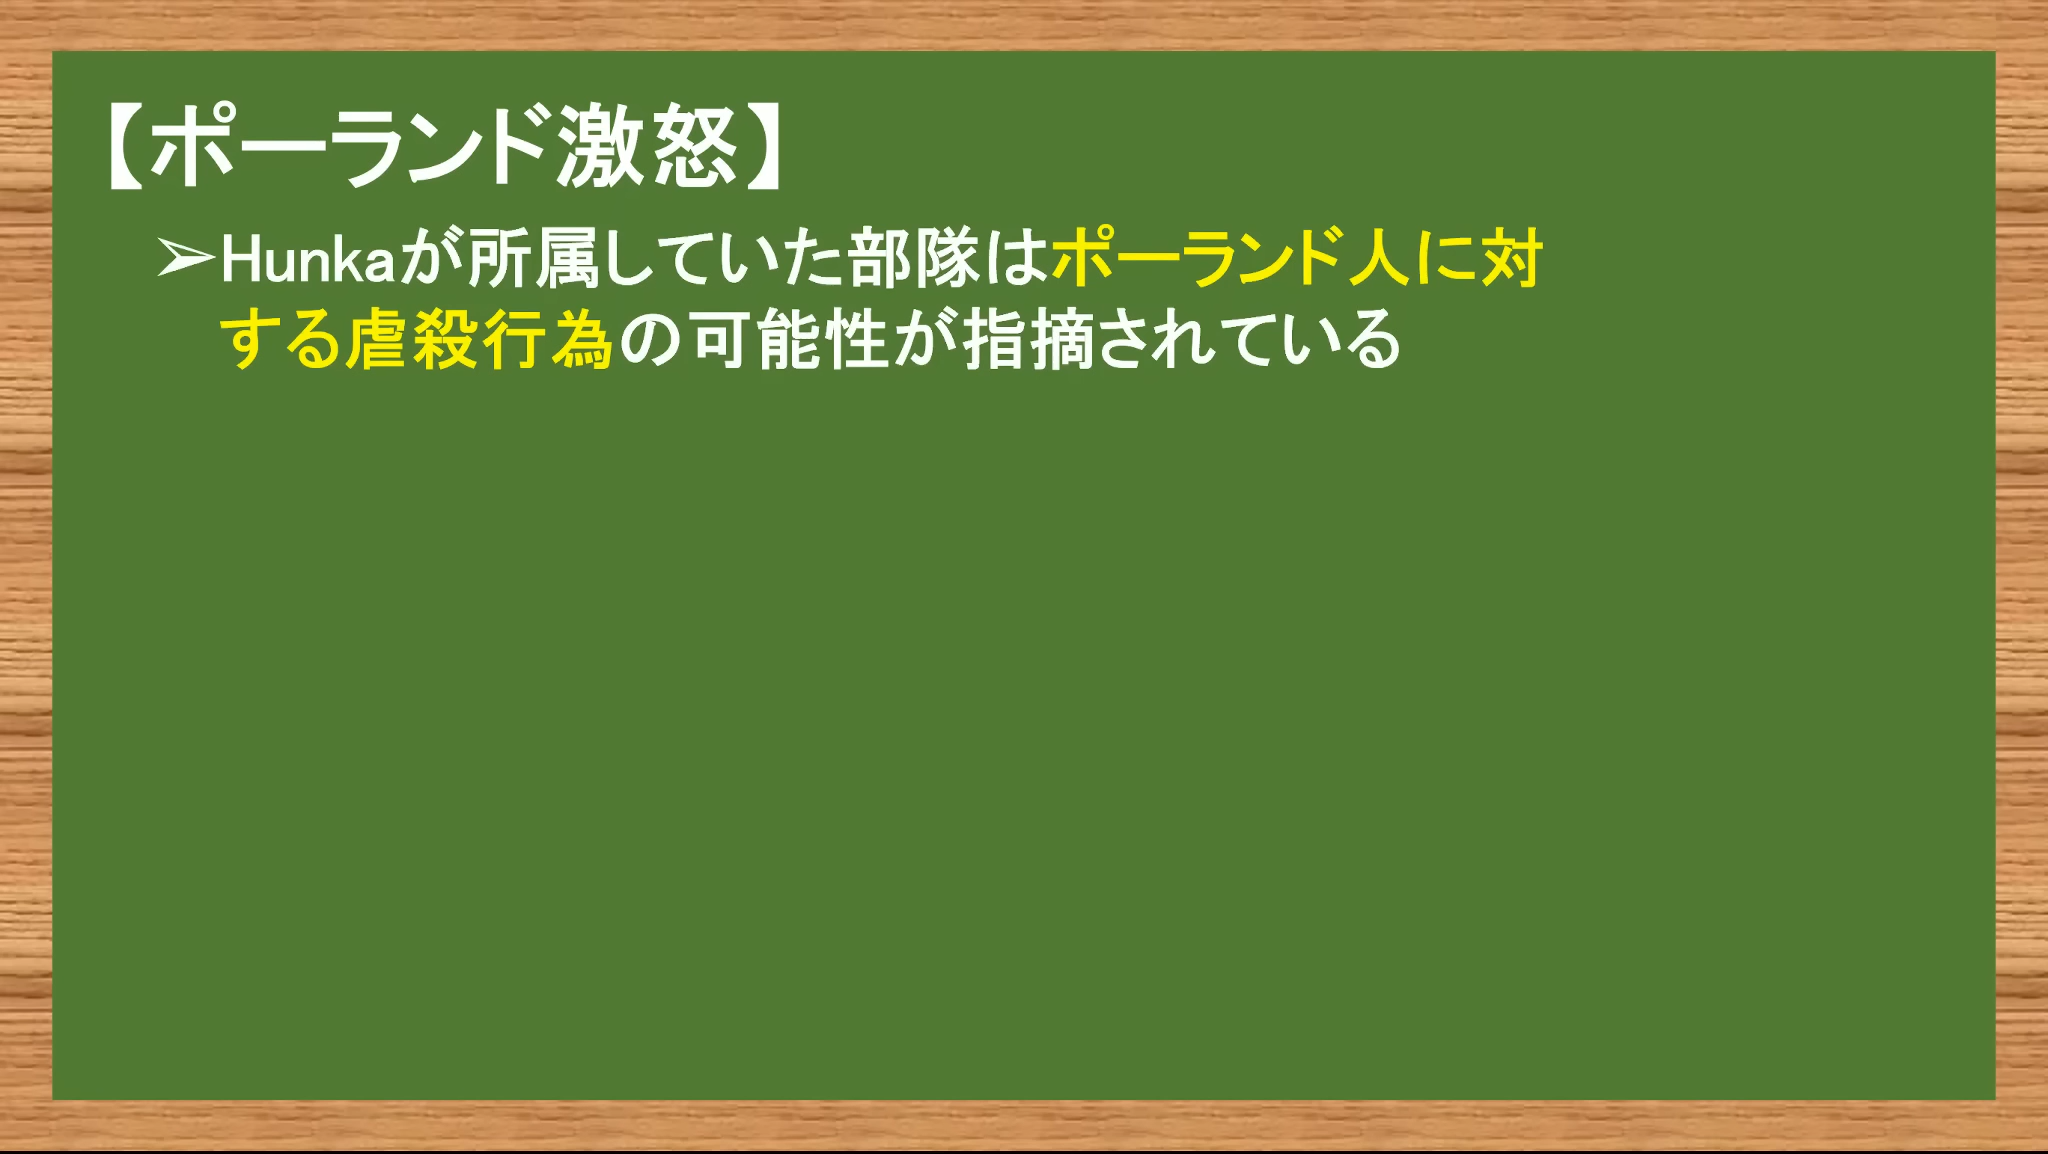 【ポーランド激怒】
➢Hunkaが所属していた部隊はポーランド人に対
する虐殺行為の可能性が指摘されている